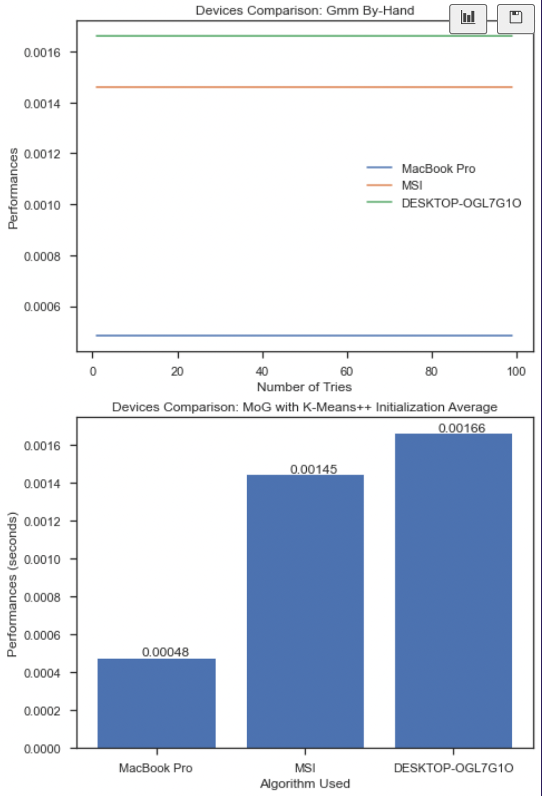 Devices Comparison: Gmm By-Hand
0.0016
0.0014
0.0012
0.0010
0.0008
0.0006
Performances
MacBook Pro
MSI
DESKTOP-OGL7G1O
0 20 40 60 80 100
Number of Tries
Devices Comparison: MoG with K-Means++ Initialization Average
0.0016
0.0014
0.0012
0.0010
0.0008
0.0006
0.0004
0.0002
0.0000
Performances (seconds)
0.00048
0.00145
0.00166
MacBook Pro MSI DESKTOP-OGL7G1O
Algorithm Used